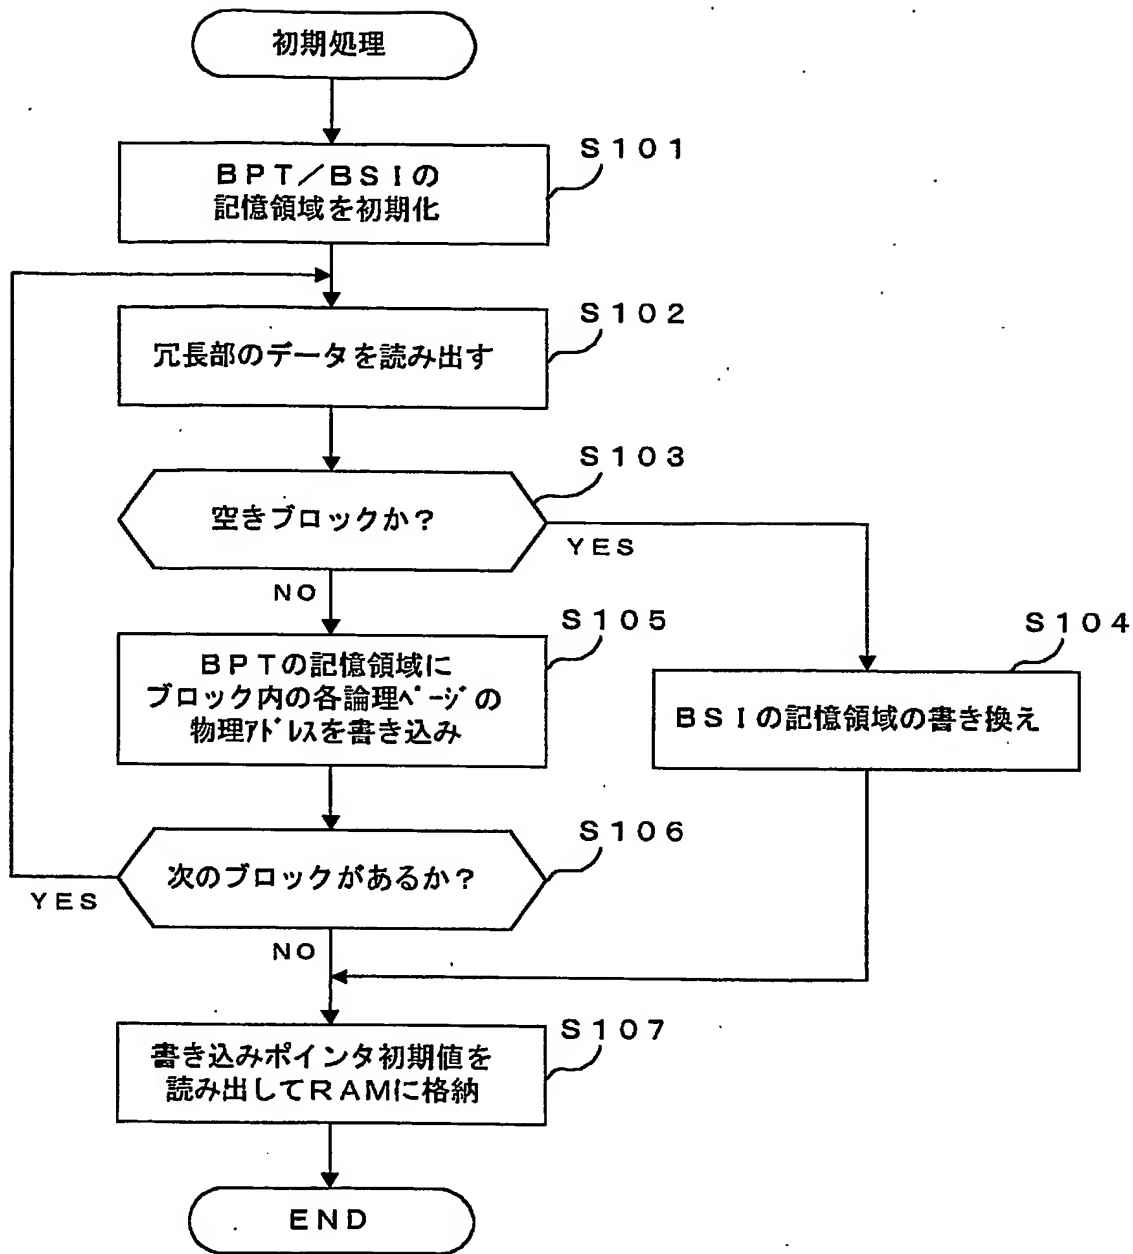 初期処理
S101
BPT/BSIの
記憶領域を初期化
S102
冗長部のデータを読み出す
S103
空きブロックか?
YES
NO
S105
BPTの記憶領域に
ブロック内の各論理ページの
物理アドレスを書き込み
S104
BSIの記憶領域の書き換え
S106
次のブロックがあるか?
YES
NO
S107
書き込みポインタ初期値を
読み出してRAMに格納
END